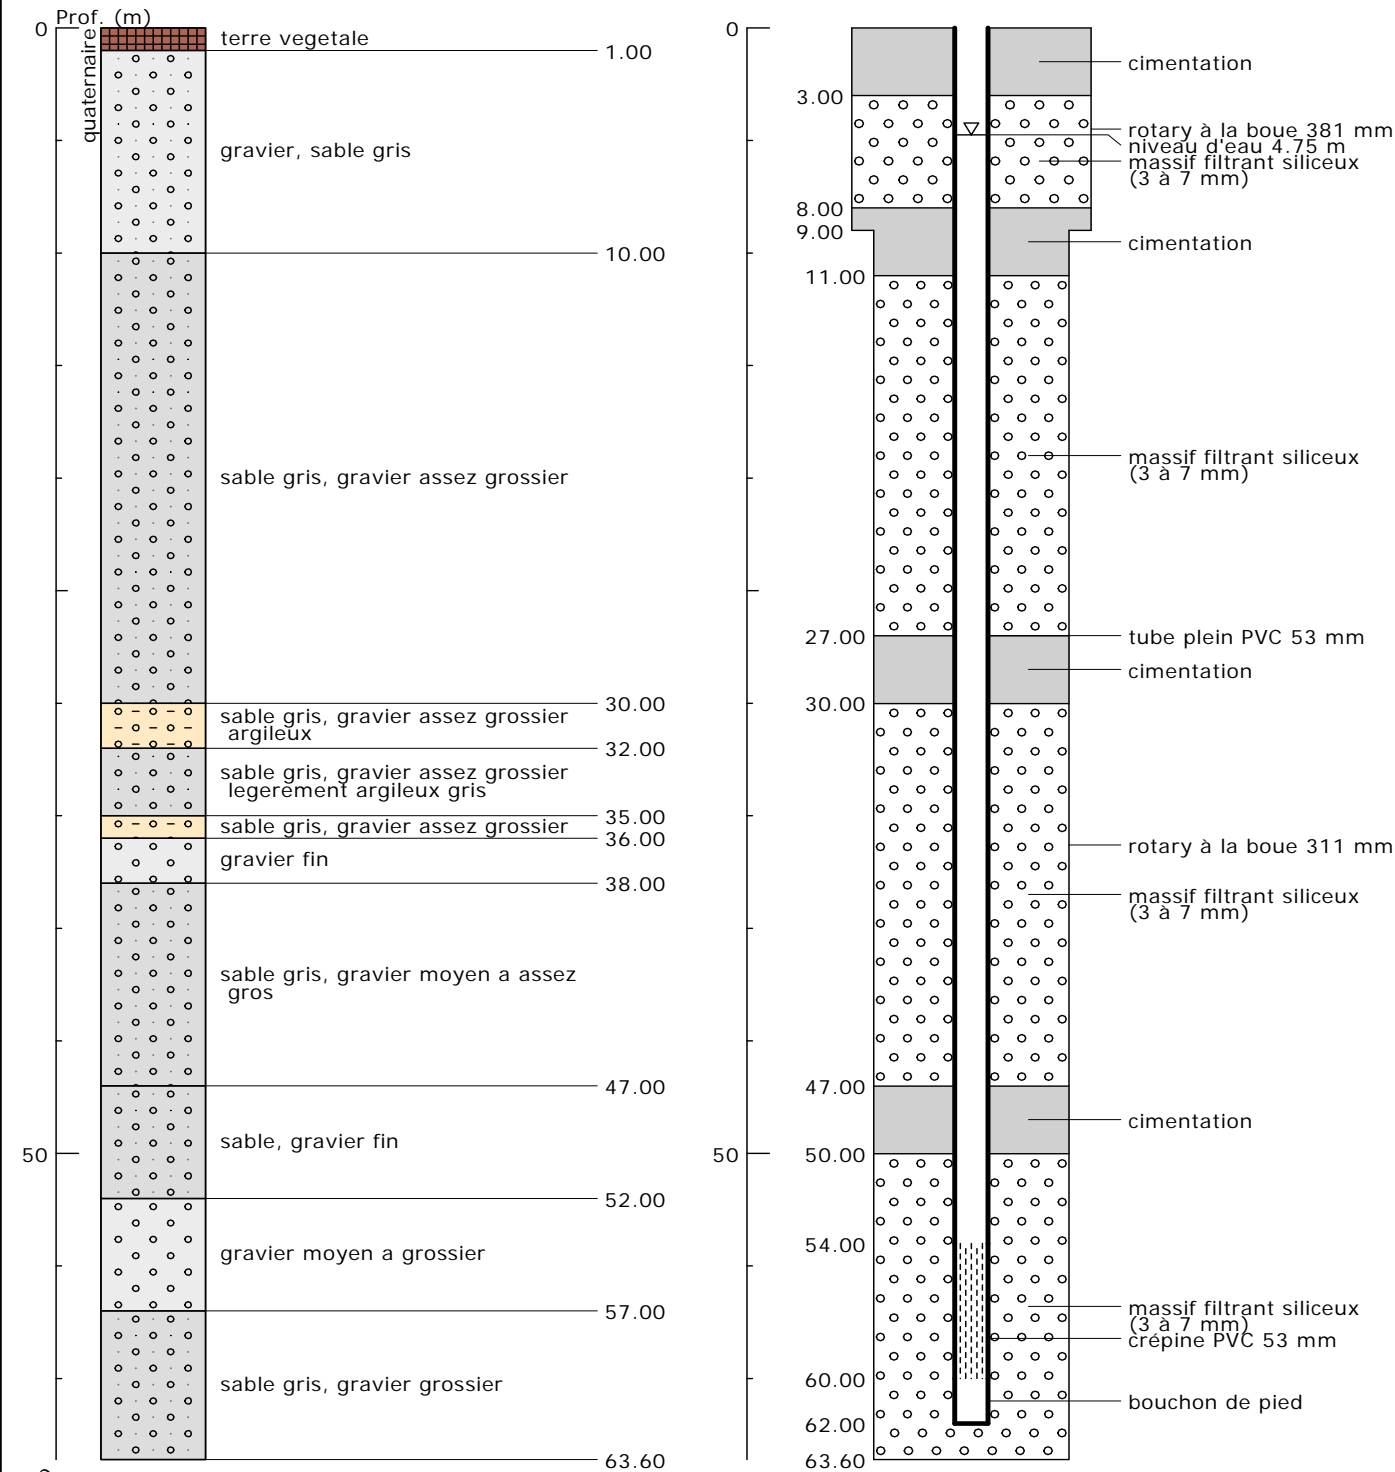 Prof. (m)
0
quaternaire
terre vegetale
1.00
gravier, sable gris
10.00
sable gris, gravier assez grossier
30.00
sable gris, gravier assez grossier
argileux
32.00
sable gris, gravier assez grossier
legerement argileux gris
35.00
sable gris, gravier assez grossier
36.00
gravier fin
38.00
sable gris, gravier moyen a assez
gros
47.00
sable, gravier fin
50
52.00
gravier moyen a grossier
57.00
sable gris, gravier grossier
63.60
0
cimentation
3.00
rotary à la boue 381 mm
niveau d'eau 4.75 m
massif filtrant siliceux
(3 à 7 mm)
8.00
9.00
cimentation
11.00
massif filtrant siliceux
(3 à 7 mm)
27.00
tube plein PVC 53 mm
cimentation
30.00
rotary à la boue 311 mm
massif filtrant siliceux
(3 à 7 mm)
47.00
cimentation
50
50.00
54.00
massif filtrant siliceux
(3 à 7 mm)
crépine PVC 53 mm
60.00
bouchon de pied
62.00
63.60